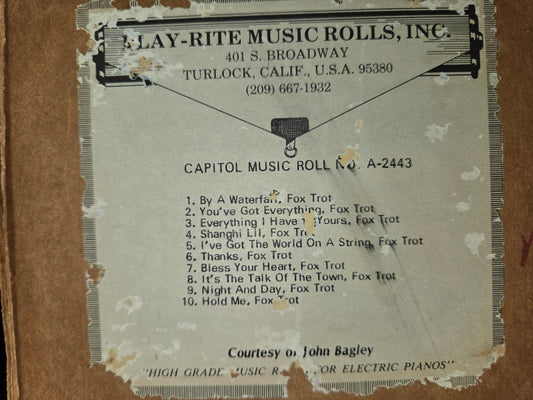 PLAY-RITE MUSIC ROLLS, INC.
401 S. BROADWAY
TURLOCK, CALIF., U.S.A. 95380
(209) 667-1932
CAPITOL MUSIC ROLL NO. A-2443
1. By A Waterfall, Fox Trot
2. You've Got Everything, Fox Trot
3. Everything I Have Is Yours, Fox Trot
4. Shanghi Lil, Fox Trot
5. I've Got The World On A String, Fox Trot
6. Thanks, Fox Trot
7. Bless Your Heart, Fox Trot
8. It's The Talk Of The Town, Fox Trot
9. Night And Day, Fox Trot
10. Hold Me, Fox Trot
Courtesy of John Bagley
"HIGH GRADE MUSIC R FOR ELECTRIC PIANOS"